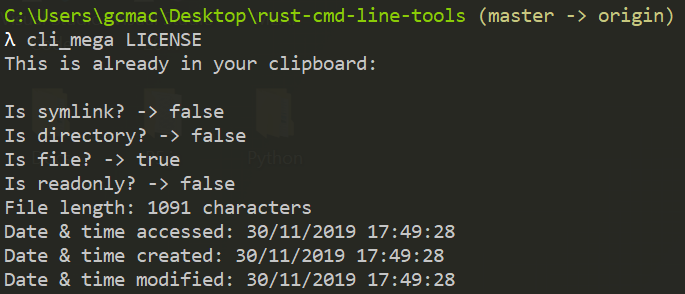 C:\Users\gcmac\Desktop\rust-cmd-line-tools (master -> origin)
λ cli_mega LICENSE
This is already in your clipboard:
Is symlink? -> false
Is directory? -> false
Is file? -> true
Is readonly? -> false
Python
File length: 1091 characters
Date & time accessed: 30/11/2019 17:49:28
Date & time created: 30/11/2019 17:49:28
Date & time modified: 30/11/2019 17:49:28